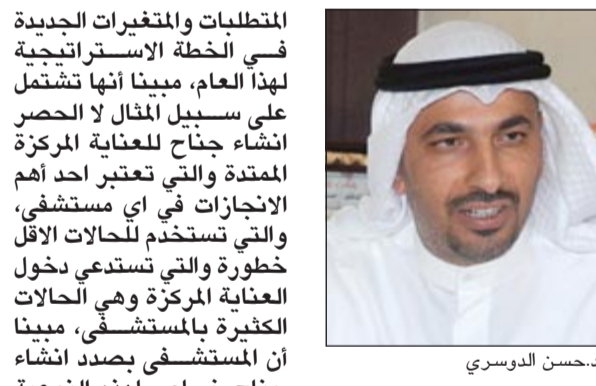 المتطلبات والمتغيرات الجديدة
في الخطة الاستراتيجية
لهذا العام، مبينا أنها تشتمل
على سبيل المثال لا الحصر
انشاء جناح للعناية المركزة
الممتدة والتي تعتبر احد أهم
الانجازات في اي مستشفى،
والتي تستخدم للحالات الاقل
خطورة والتي تستدعي دخول
العناية المركزة وهي الحالات
الكثيرة بالمستشفى، مبينا
أن المستشفى بصدد انشاء
د.حسن الدوسري